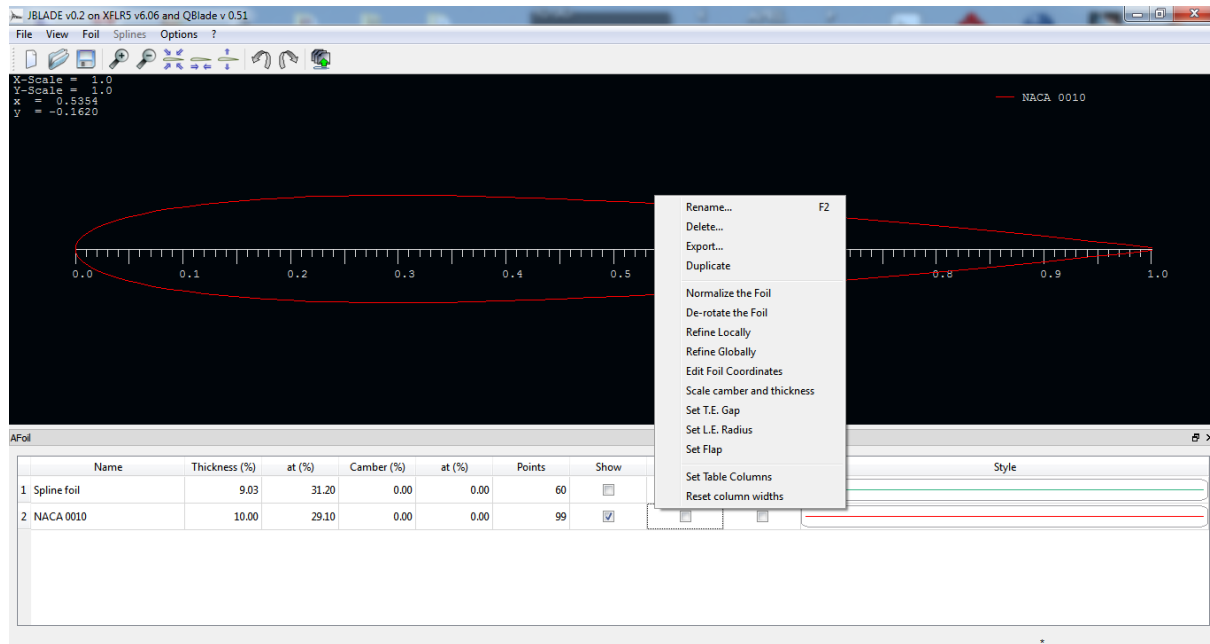 JBLADE v0.2 on XFLR5 v6.06 and QBlade v 0.51
File View Foil Splines Options ?
X-Scale = 1.0
Y-Scale = 1.0
x = 0.5354
y = -0.1620
NACA 0010
0.0 0.1 0.2 0.3 0.4 0.5 0.8 0.9 1.0
Rename... F2
Delete...
Export...
Duplicate
Normalize the Foil
De-rotate the Foil
Refine Locally
Refine Globally
Edit Foil Coordinates
Scale camber and thickness
Set T.E. Gap
Set L.E. Radius
Set Flap
Set Table Columns
Reset column widths
AFoil
Name Thickness (%) at (%) Camber (%) at (%) Points Show Style
1 Spline foil 9.03 31.20 0.00 0.00 60
2 NACA 0010 10.00 29.10 0.00 0.00 99
*